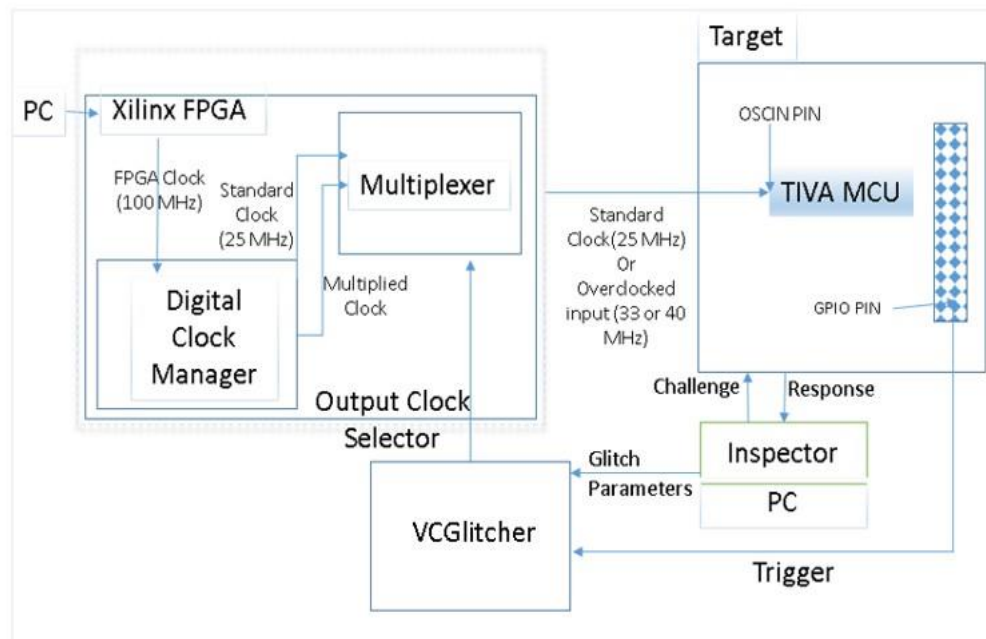 Target
PC
Xilinx FPGA
OSCIN PIN
FPGA Clock
(100 MHz)
Standard
Clock
(25 MHz)
Multiplexer
TIVA MCU
Standard
Clock(25 MHz)
Or
Overclocked
input (33 or 40
MHz)
Multiplied
Clock
Digital
Clock
Manager
GPIO PIN
Output Clock
Selector
Challenge
Response
Glitch
Parameters
Inspector
PC
VCGlitcher
Trigger